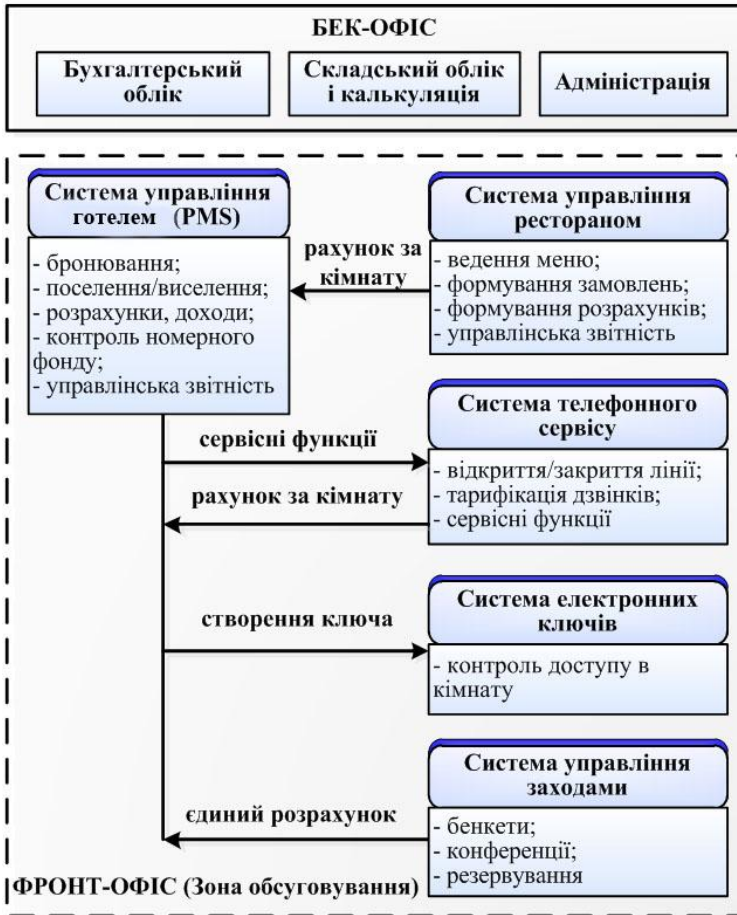 БЕК-ОФІС
Бухгалтерський
облік
Складський облік
і калькуляція
Адміністрація
Система управління
готелем (PMS)
- бронювання;
- поселення/виселення;
- розрахунки, доходи;
- контроль номерного
фонду;
- управлінська звітність
рахунок за
кімнату
Система управління
рестораном
- ведення меню;
- формування замовлень;
- формування розрахунків;
- управлінська звітність
сервісні функції
рахунок за кімнату
Система телефонного
сервісу
- відкриття/закриття лінії;
- тарифікація дзвінків;
- сервісні функції
створення ключа
Система електронних
ключів
- контроль доступу в
кімнату
єдиний розрахунок
Система управління
заходами
- бенкети;
- конференції;
- резервування
ФРОНТ-ОФІС (Зона обсуговування)